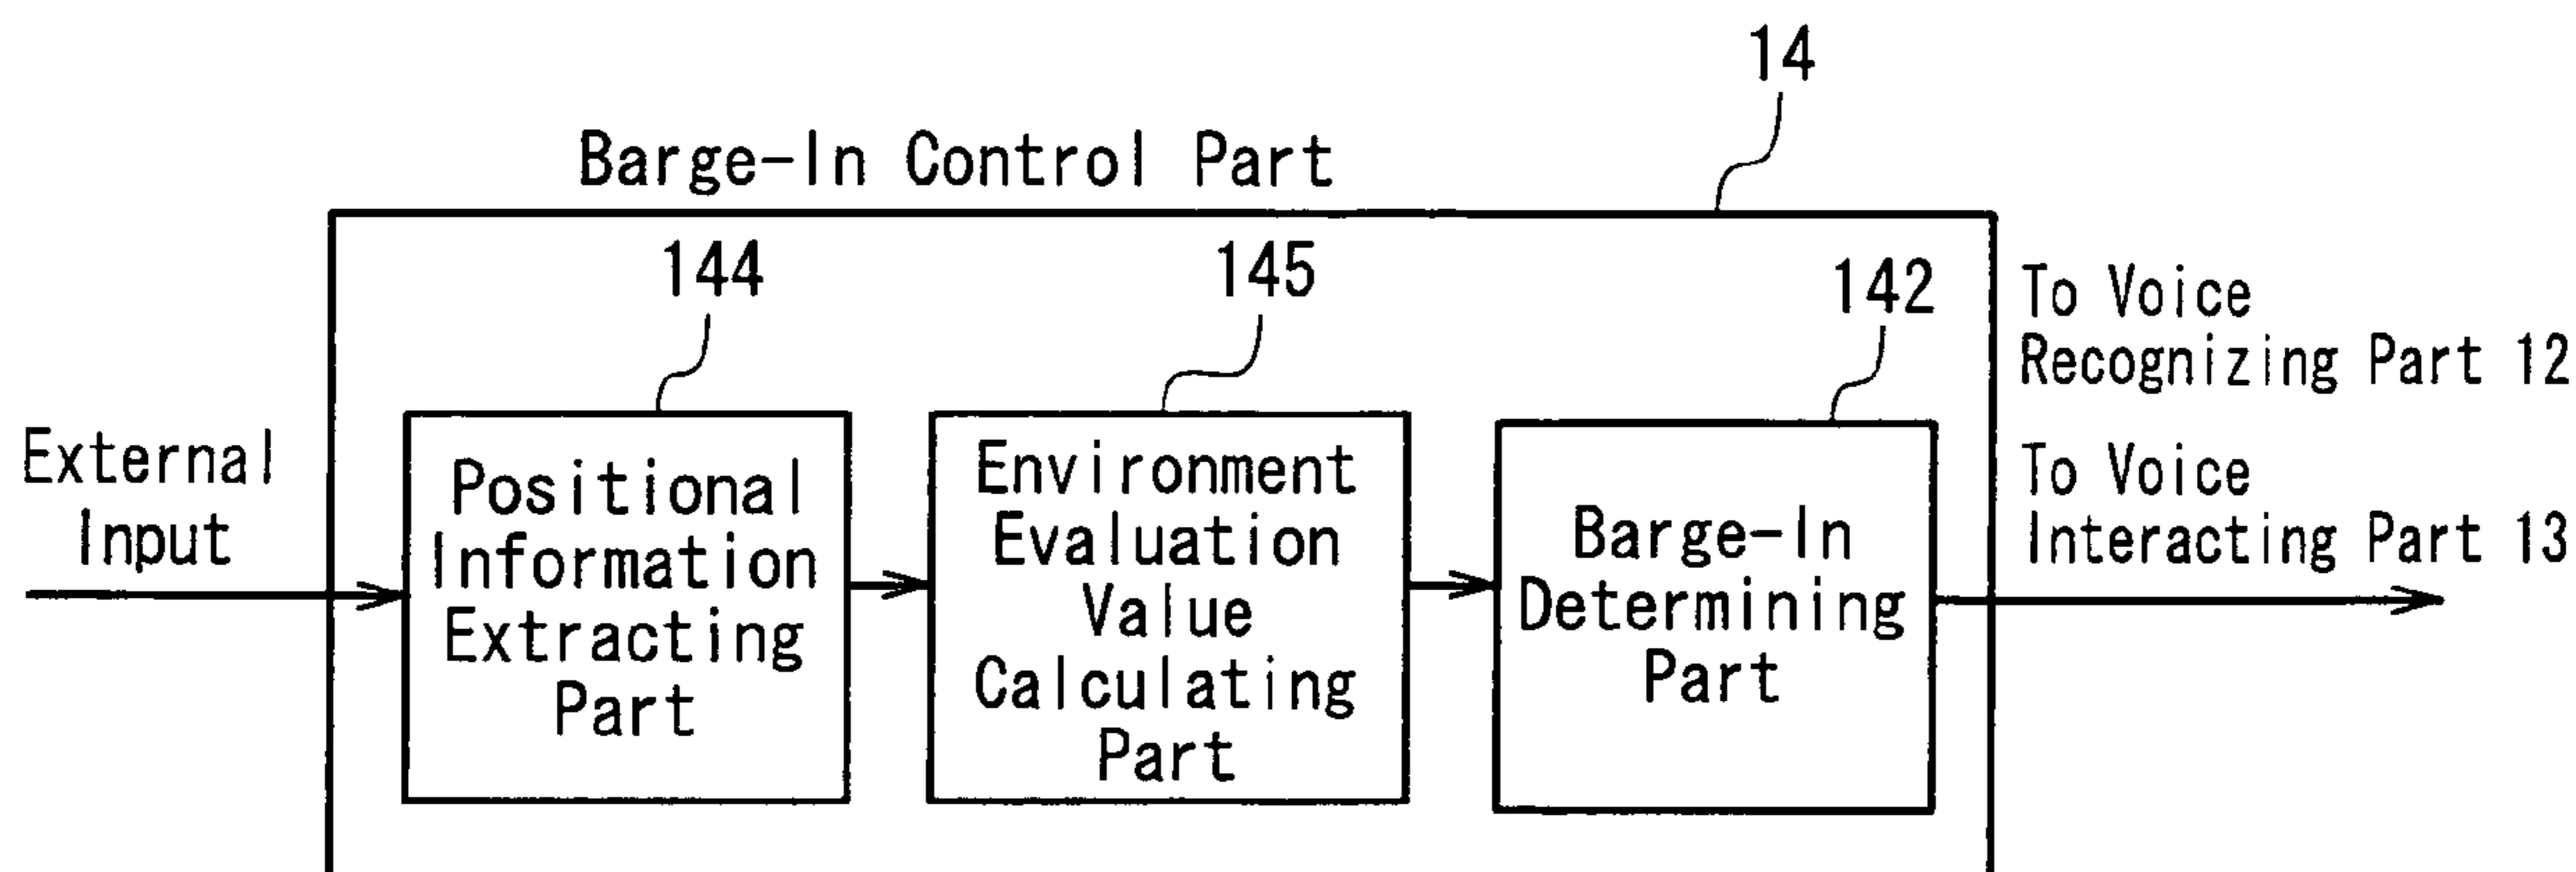 14
Barge-In Control Part
144
145
142
To Voice
Recognizing Part 12
External
Input
To Voice
Interacting Part 13
Positional
Information
Extracting
Part
Environment
Evaluation
Value
Calculating
Part
Barge-In
Determining
Part